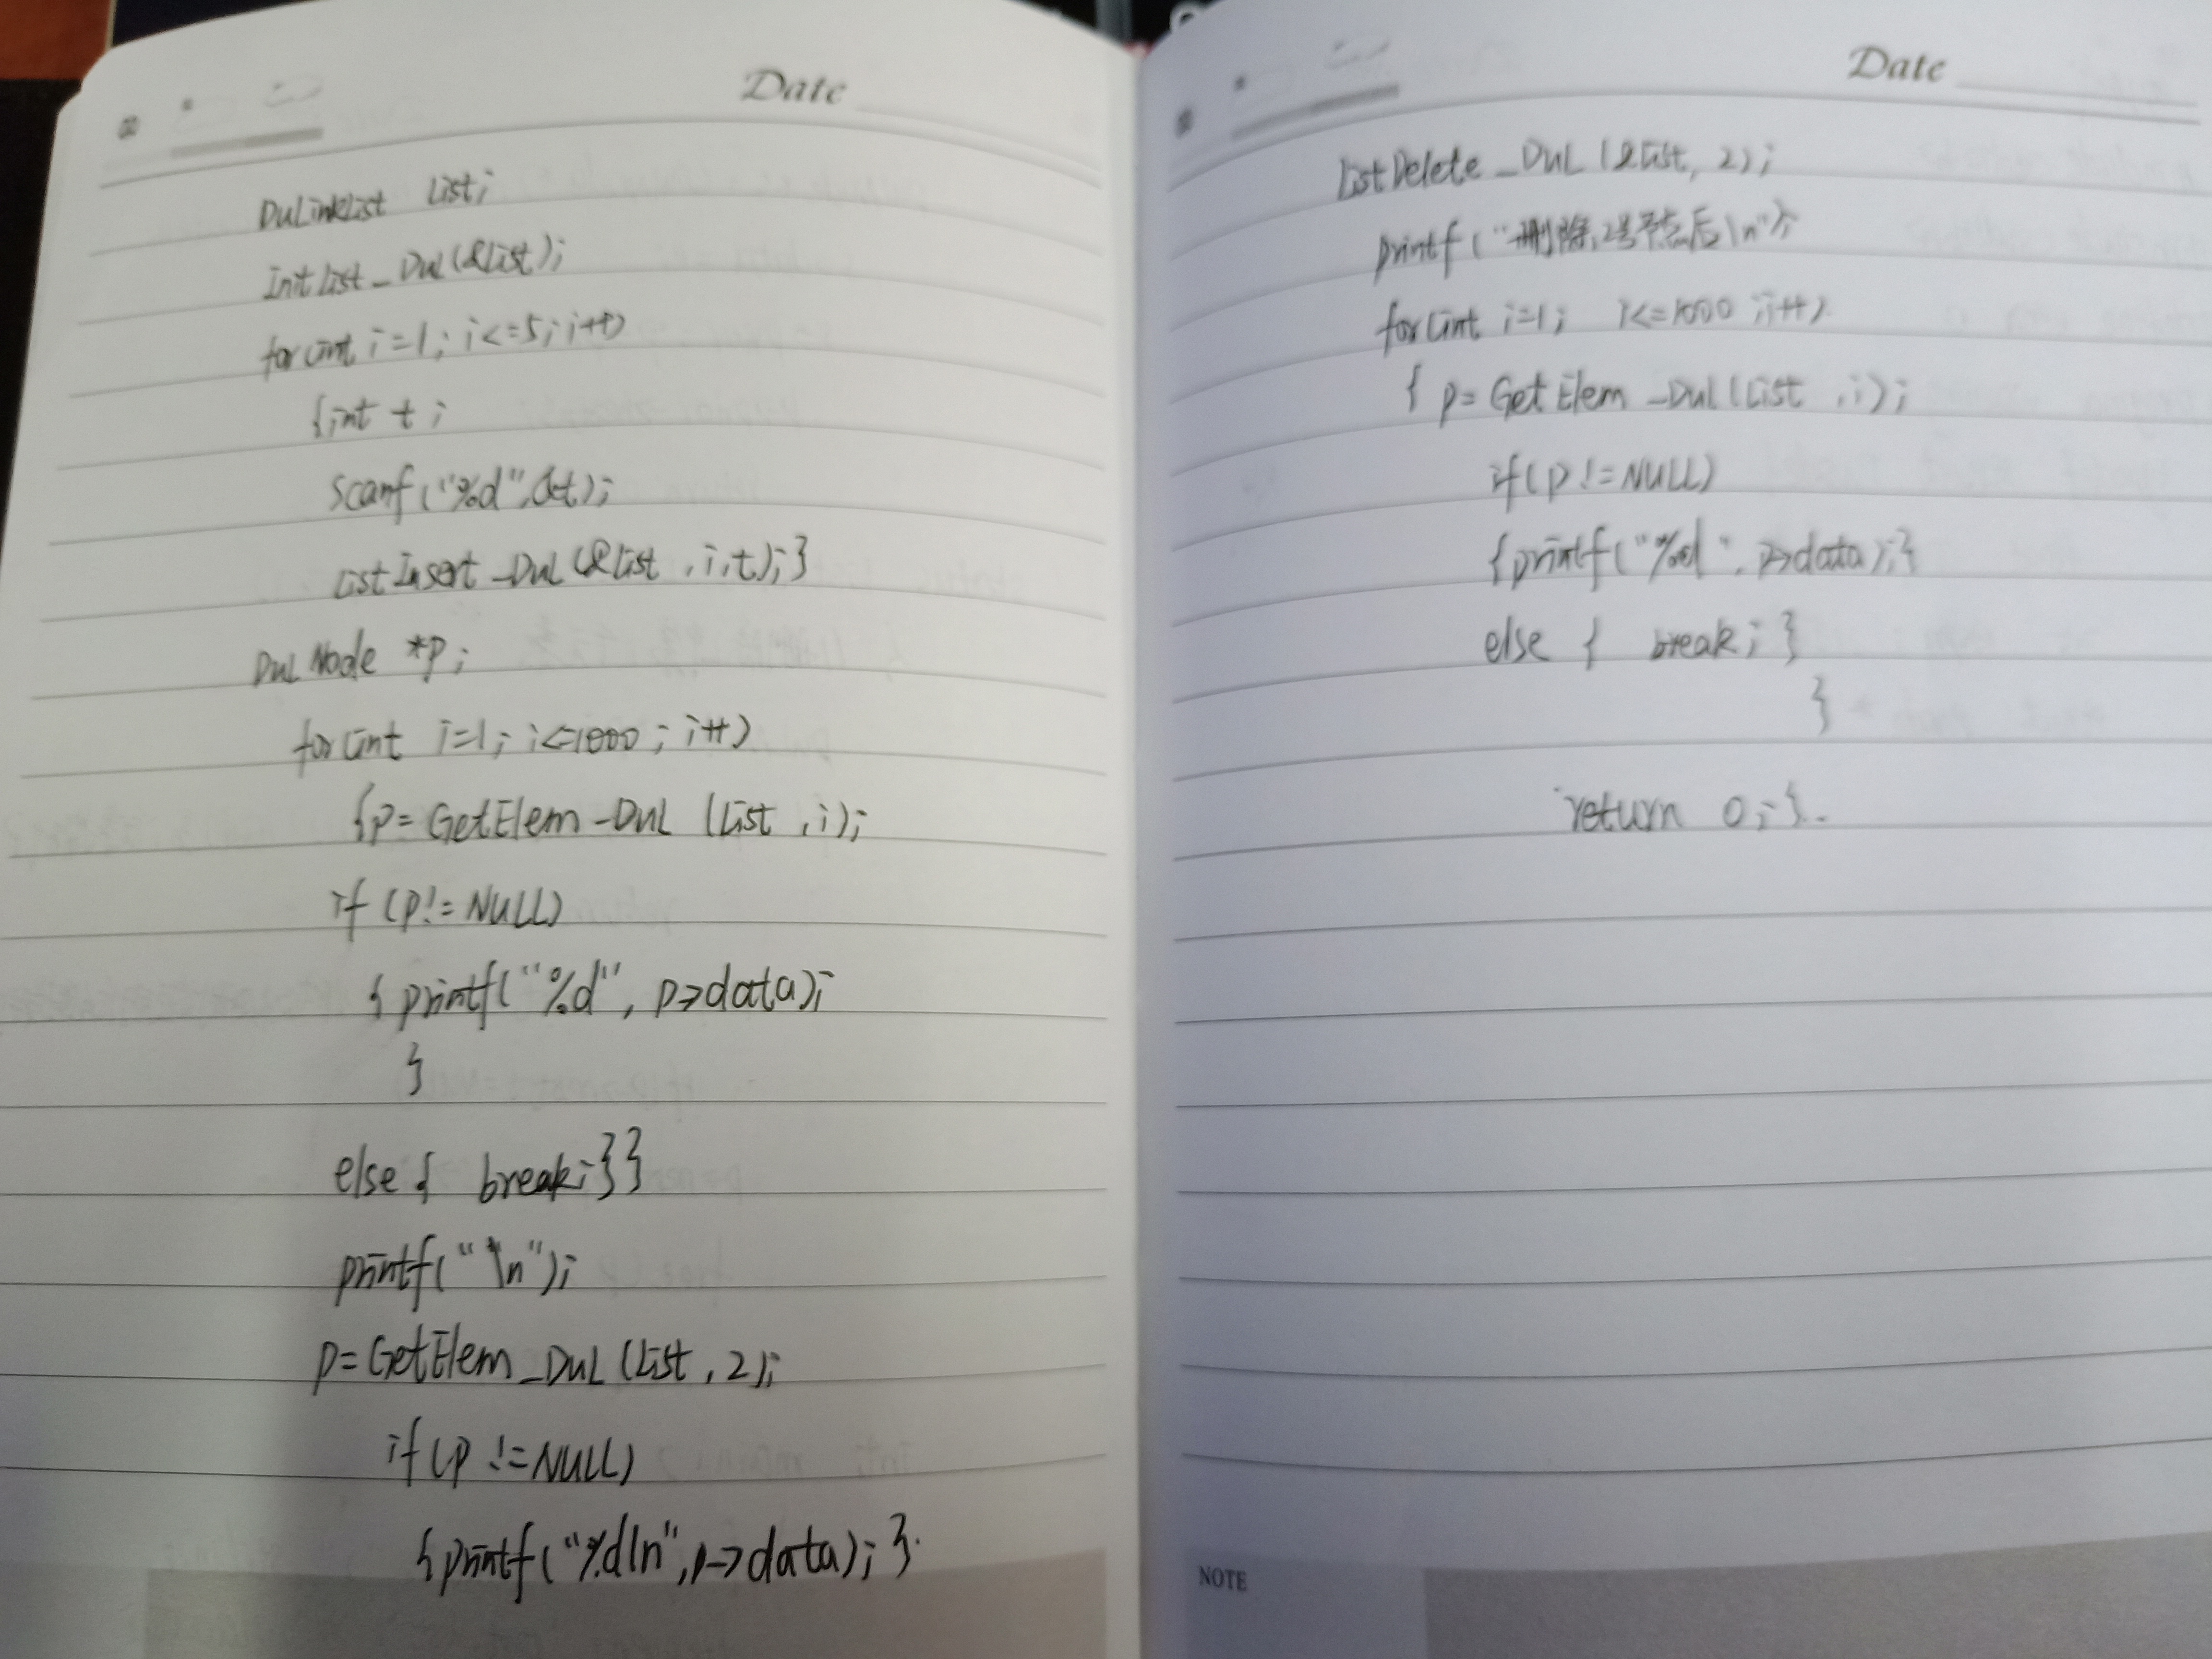 Date
DuLinkList List;
InitList_DuL(&List);
for(int i=1; i<=5; i++)
{int t;
scanf("%d",&t);
ListInsert_DuL(&List,i,t);}
DuLNode *p;
for(int i=1; i<=1000; i++)
{p=GetElem_DuL(List,i);
if(p!=NULL)
{printf("%d",p->data);
}
else{ break;}}
printf("\n");
p=GetElem_DuL(List,2);
if(p!=NULL)
{printf("%d\n",p->data);}
Date
ListDelete_DuL(&List,2);
printf("删除2号节点后\n");
for(int i=1; i<=1000;i++)
{ p=GetElem_DuL(List,i);
if(p!=NULL)
{printf("%d",p->data);}
else { break;}
}
return 0;}.
NOTE